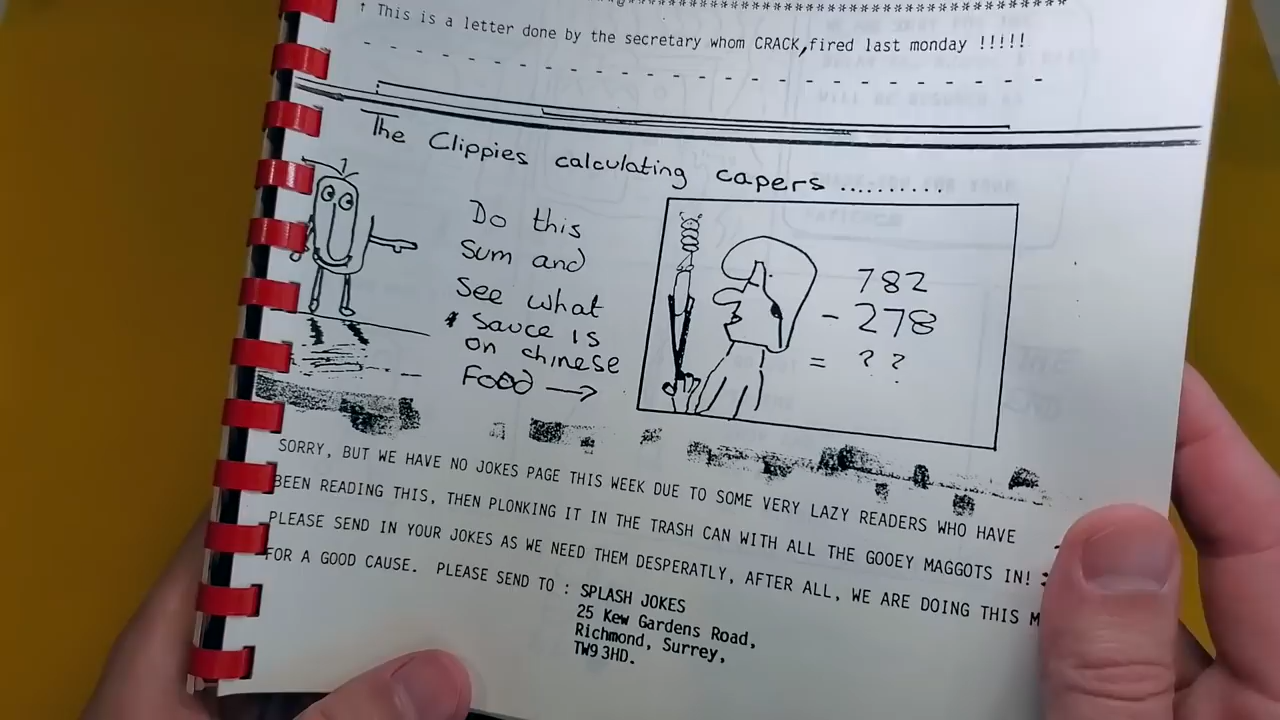 ↑ This is a letter done by the secretary whom CRACK,fired last monday !!!!!
- - - - - - - - - - - - - - - - - - - - - - - - - -
The Clippies calculating capers..........
Do this
Sum and
See what
Sauce is
on chinese
Food →
782
- 278
= ? ?
SORRY, BUT WE HAVE NO JOKES PAGE THIS WEEK DUE TO SOME VERY LAZY READERS WHO HAVE
BEEN READING THIS, THEN PLONKING IT IN THE TRASH CAN WITH ALL THE GOOEY MAGGOTS IN!
PLEASE SEND IN YOUR JOKES AS WE NEED THEM DESPERATLY, AFTER ALL, WE ARE DOING THIS M
FOR A GOOD CAUSE. PLEASE SEND TO : SPLASH JOKES
25 Kew Gardens Road,
Richmond, Surrey,
TW9 3HD.